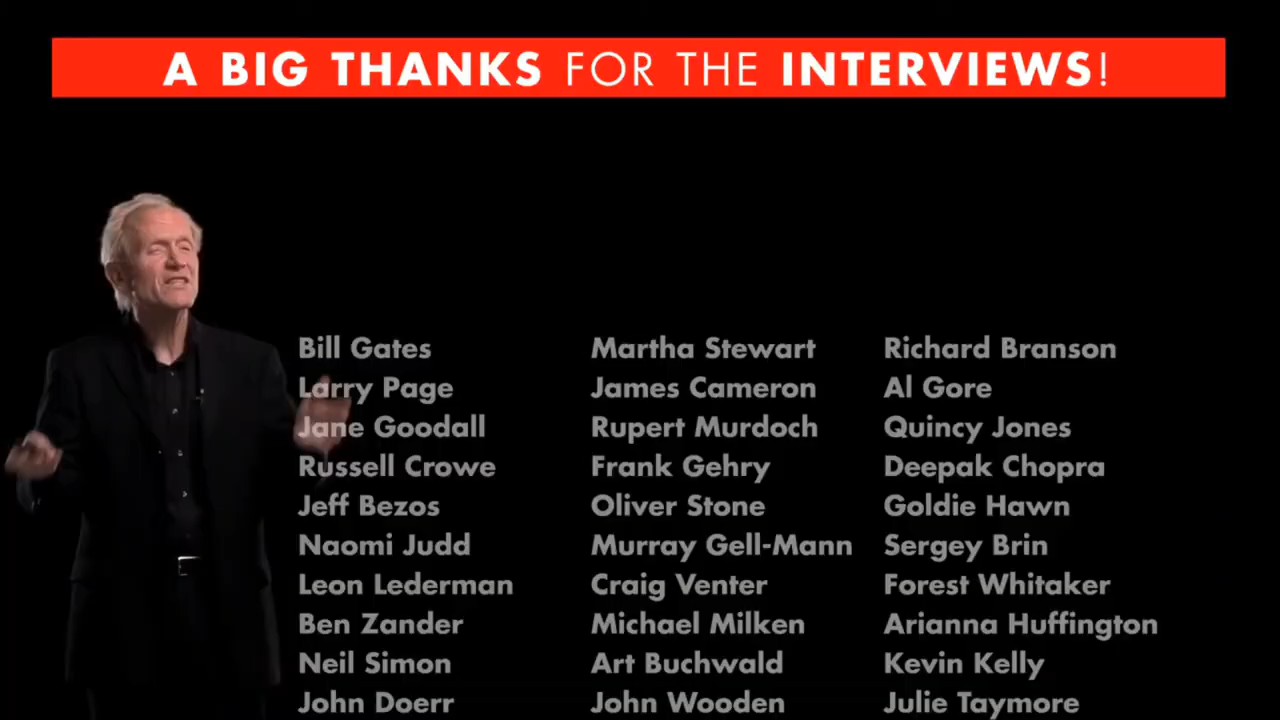 A BIG THANKS FOR THE INTERVIEWS!
Bill Gates Martha Stewart Richard Branson
Larry Page James Cameron Al Gore
Jane Goodall Rupert Murdoch Quincy Jones
Russell Crowe Frank Gehry Deepak Chopra
Jeff Bezos Oliver Stone Goldie Hawn
Naomi Judd Murray Gell-Mann Sergey Brin
Leon Lederman Craig Venter Forest Whitaker
Ben Zander Michael Milken Arianna Huffington
Neil Simon Art Buchwald Kevin Kelly
John Doerr John Wooden Julie Taymore